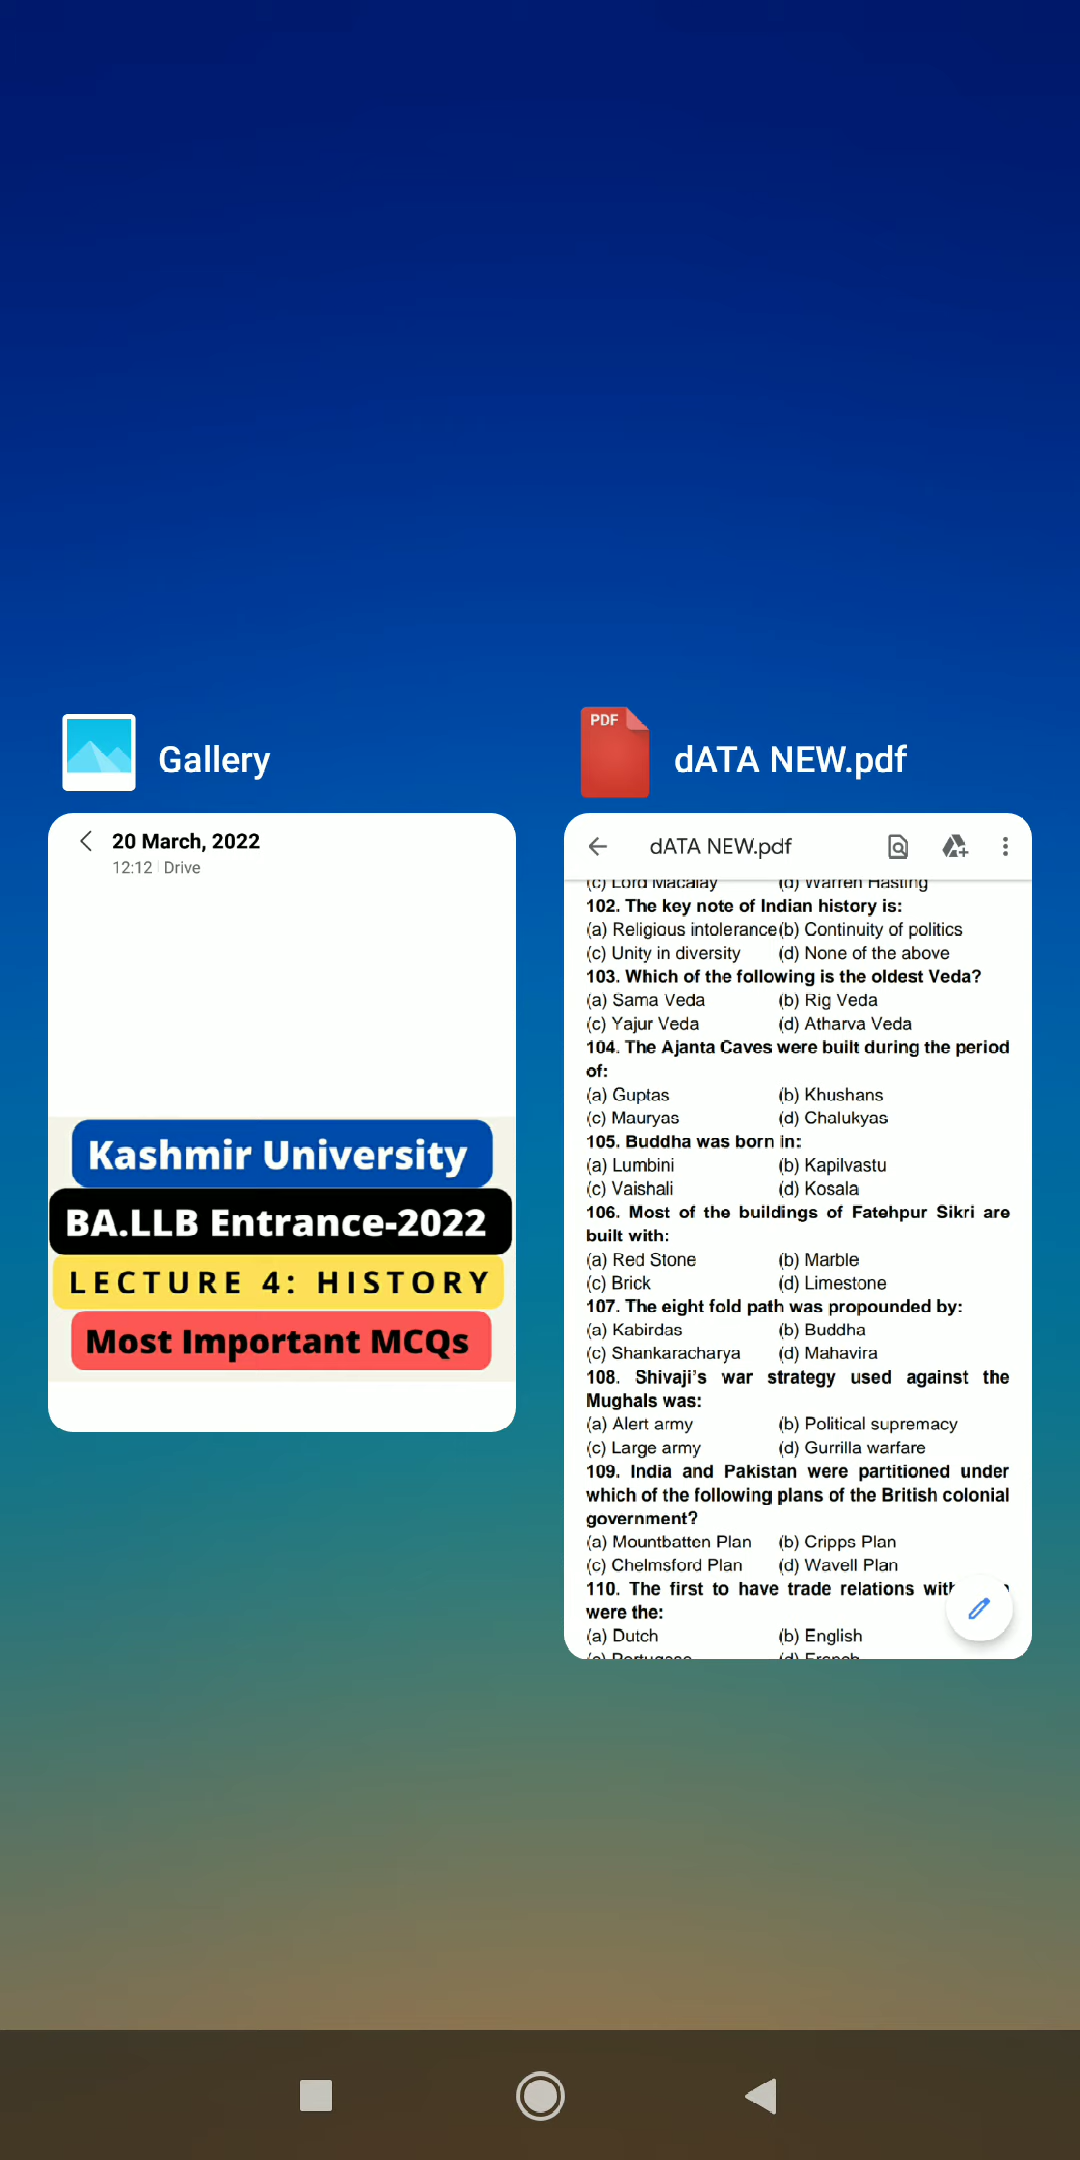 Gallery
20 March, 2022
12:12 Drive
Kashmir University
BA.LLB Entrance-2022
LECTURE 4: HISTORY
Most Important MCQs
PDF
dATA NEW.pdf
dATA NEW.pdf
(c) Lord Macalay (d) Warren Hasting
102. The key note of Indian history is:
(a) Religious intolerance(b) Continuity of politics
(c) Unity in diversity (d) None of the above
103. Which of the following is the oldest Veda?
(a) Sama Veda (b) Rig Veda
(c) Yajur Veda (d) Atharva Veda
104. The Ajanta Caves were built during the period
of:
(a) Guptas (b) Khushans
(c) Mauryas (d) Chalukyas
105. Buddha was born in:
(a) Lumbini (b) Kapilvastu
(c) Vaishali (d) Kosala
106. Most of the buildings of Fatehpur Sikri are
built with:
(a) Red Stone (b) Marble
(c) Brick (d) Limestone
107. The eight fold path was propounded by:
(a) Kabirdas (b) Buddha
(c) Shankaracharya (d) Mahavira
108. Shivaji's war strategy used against the
Mughals was:
(a) Alert army (b) Political supremacy
(c) Large army (d) Gurrilla warfare
109. India and Pakistan were partitioned under
which of the following plans of the British colonial
government?
(a) Mountbatten Plan (b) Cripps Plan
(c) Chelmsford Plan (d) Wavell Plan
110. The first to have trade relations with
were the:
(a) Dutch (b) English
(c) Portugese (d) French